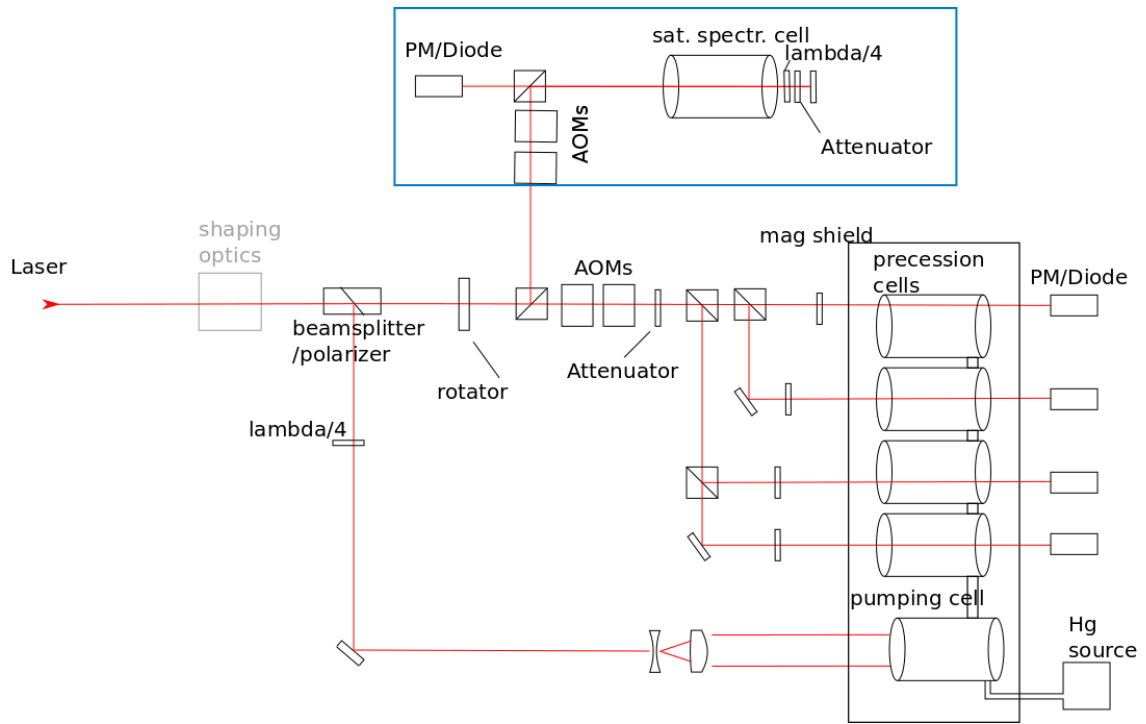 sat. spectr. cell
PM/Diode
lambda/4
AOMs
Attenuator
shaping
optics
mag shield
Laser
AOMs
precession
cells
PM/Diode
beamsplitter
/polarizer
Attenuator
rotator
lambda/4
pumping cell
Hg
source